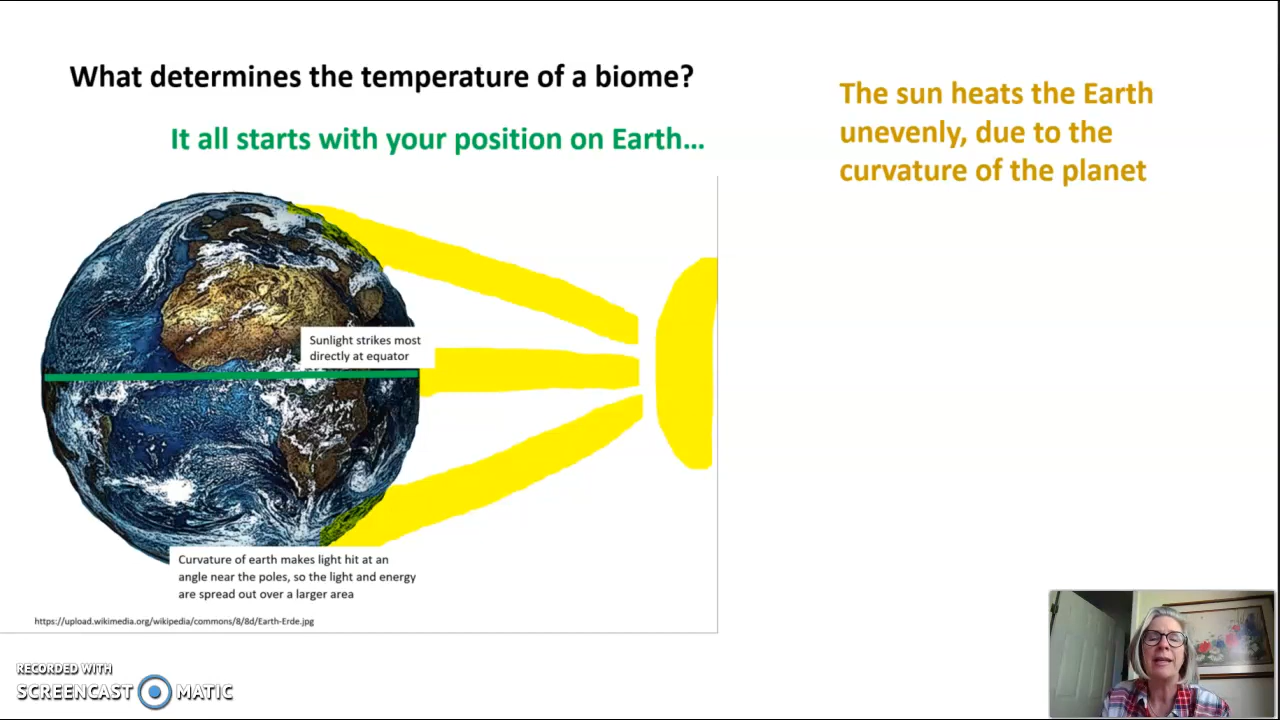 What determines the temperature of a biome?
It all starts with your position on Earth...
The sun heats the Earth
unevenly, due to the
curvature of the planet
Sunlight strikes most
directly at equator
Curvature of earth makes light hit at an
angle near the poles, so the light and energy
are spread out over a larger area
https://upload.wikimedia.org/wikipedia/commons/8/8d/Earth-Erde.jpg
RECORDED WITH
SCREENCAST MATIC